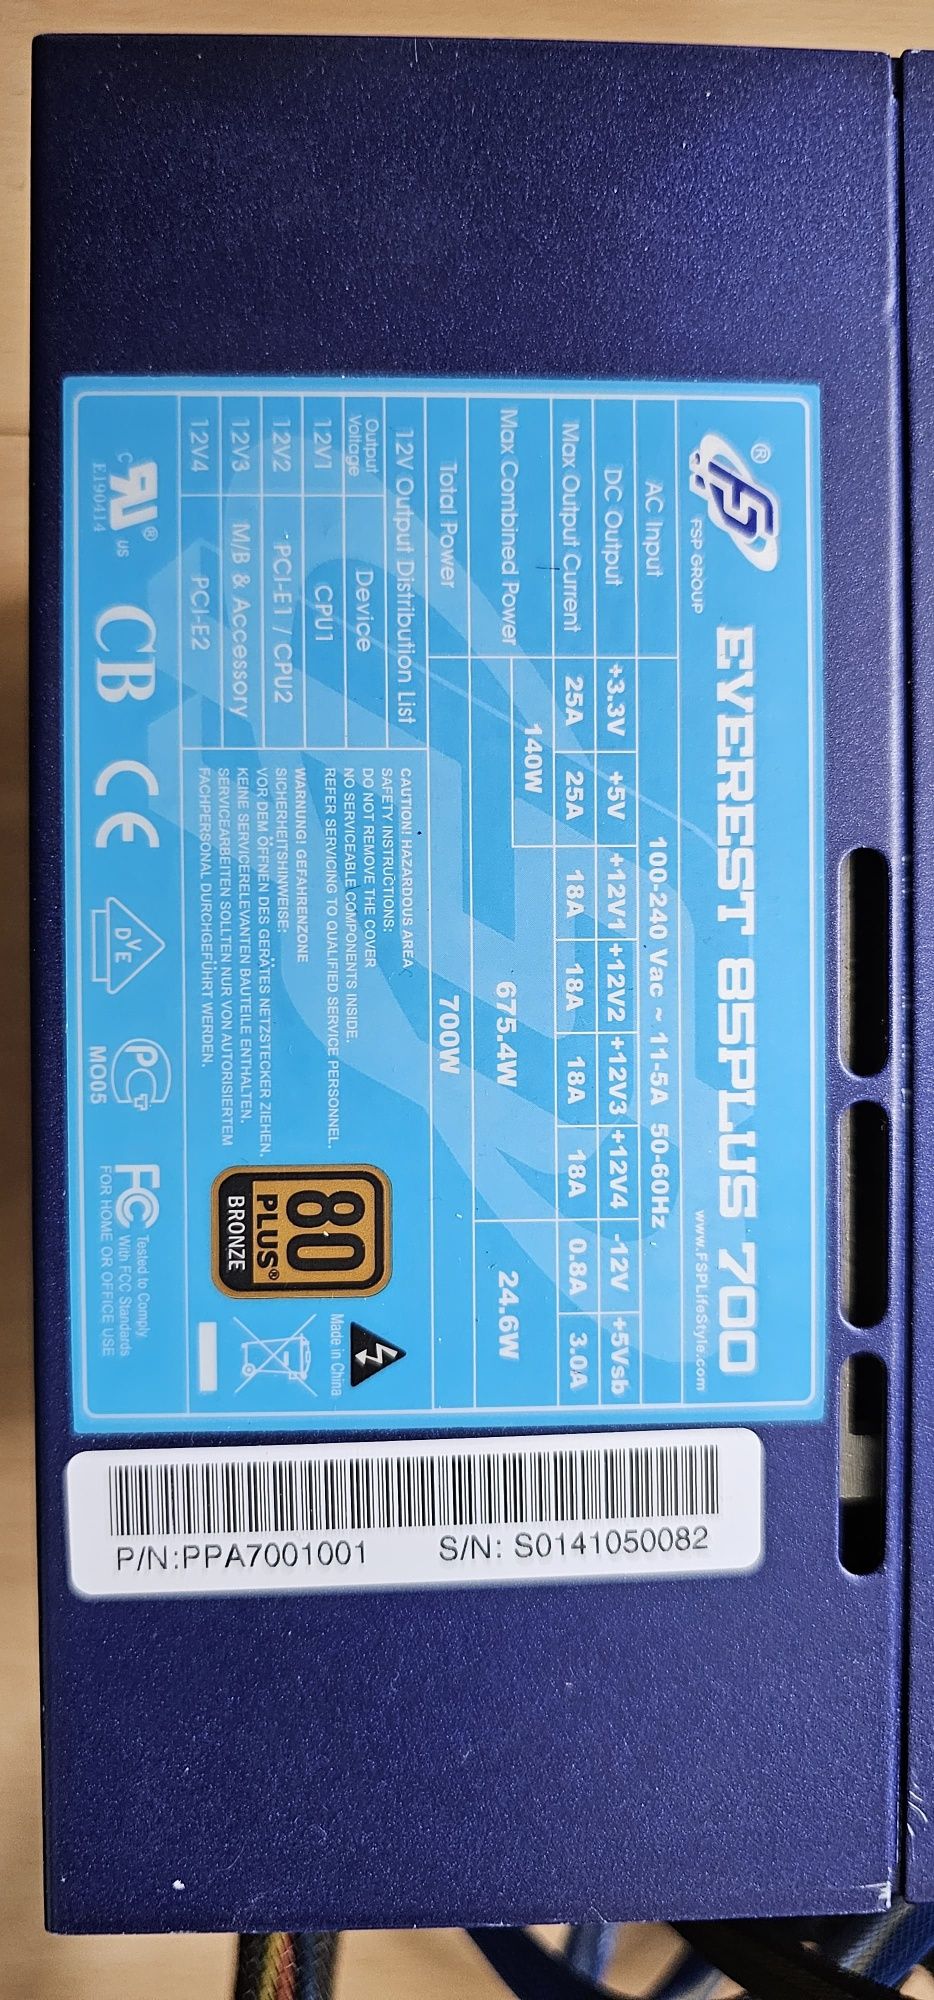 FSP GROUP
EVEREST 85PLUS 700
www.FSPLifeStyle.com
AC Input 100-240 Vac ~ 11-5A 50-60Hz
DC Output +3.3V +5V +12V1 +12V2 +12V3 +12V4 -12V +5Vsb
Max Output Current 25A 25A 18A 18A 18A 18A 0.8A 3.0A
Max Combined Power 140W 675.4W 24.6W
Total Power 700W
12V Output Distribution List
Output Voltage Device
12V1 CPU1
12V2 PCI-E1 / CPU2
12V3 M/B & Accessory
12V4 PCI-E2
CAUTION! HAZARDOUS AREA
SAFETY INSTRUCTIONS:
DO NOT REMOVE THE COVER
NO SERVICEABLE COMPONENTS INSIDE.
REFER SERVICING TO QUALIFIED SERVICE PERSONNEL.
WARNUNG! GEFAHRENZONE
SICHERHEITSHINWEISE:
VOR DEM ÖFFNEN DES GERÄTES NETZSTECKER ZIEHEN.
KEINE SERVICERELEVANTEN BAUTEILE ENTHALTEN.
SERVICEARBEITEN SOLLTEN NUR VON AUTORISIERTEM
FACHPERSONAL DURCHGEFÜHRT WERDEN.
80
PLUS®
BRONZE
Made in China
c RU ® US
E190414
CB
CE
DVE
PCT
MO05
FC
Tested to Comply
With FCC Standards
FOR HOME OR OFFICE USE
P/N:PPA7001001 S/N: S0141050082